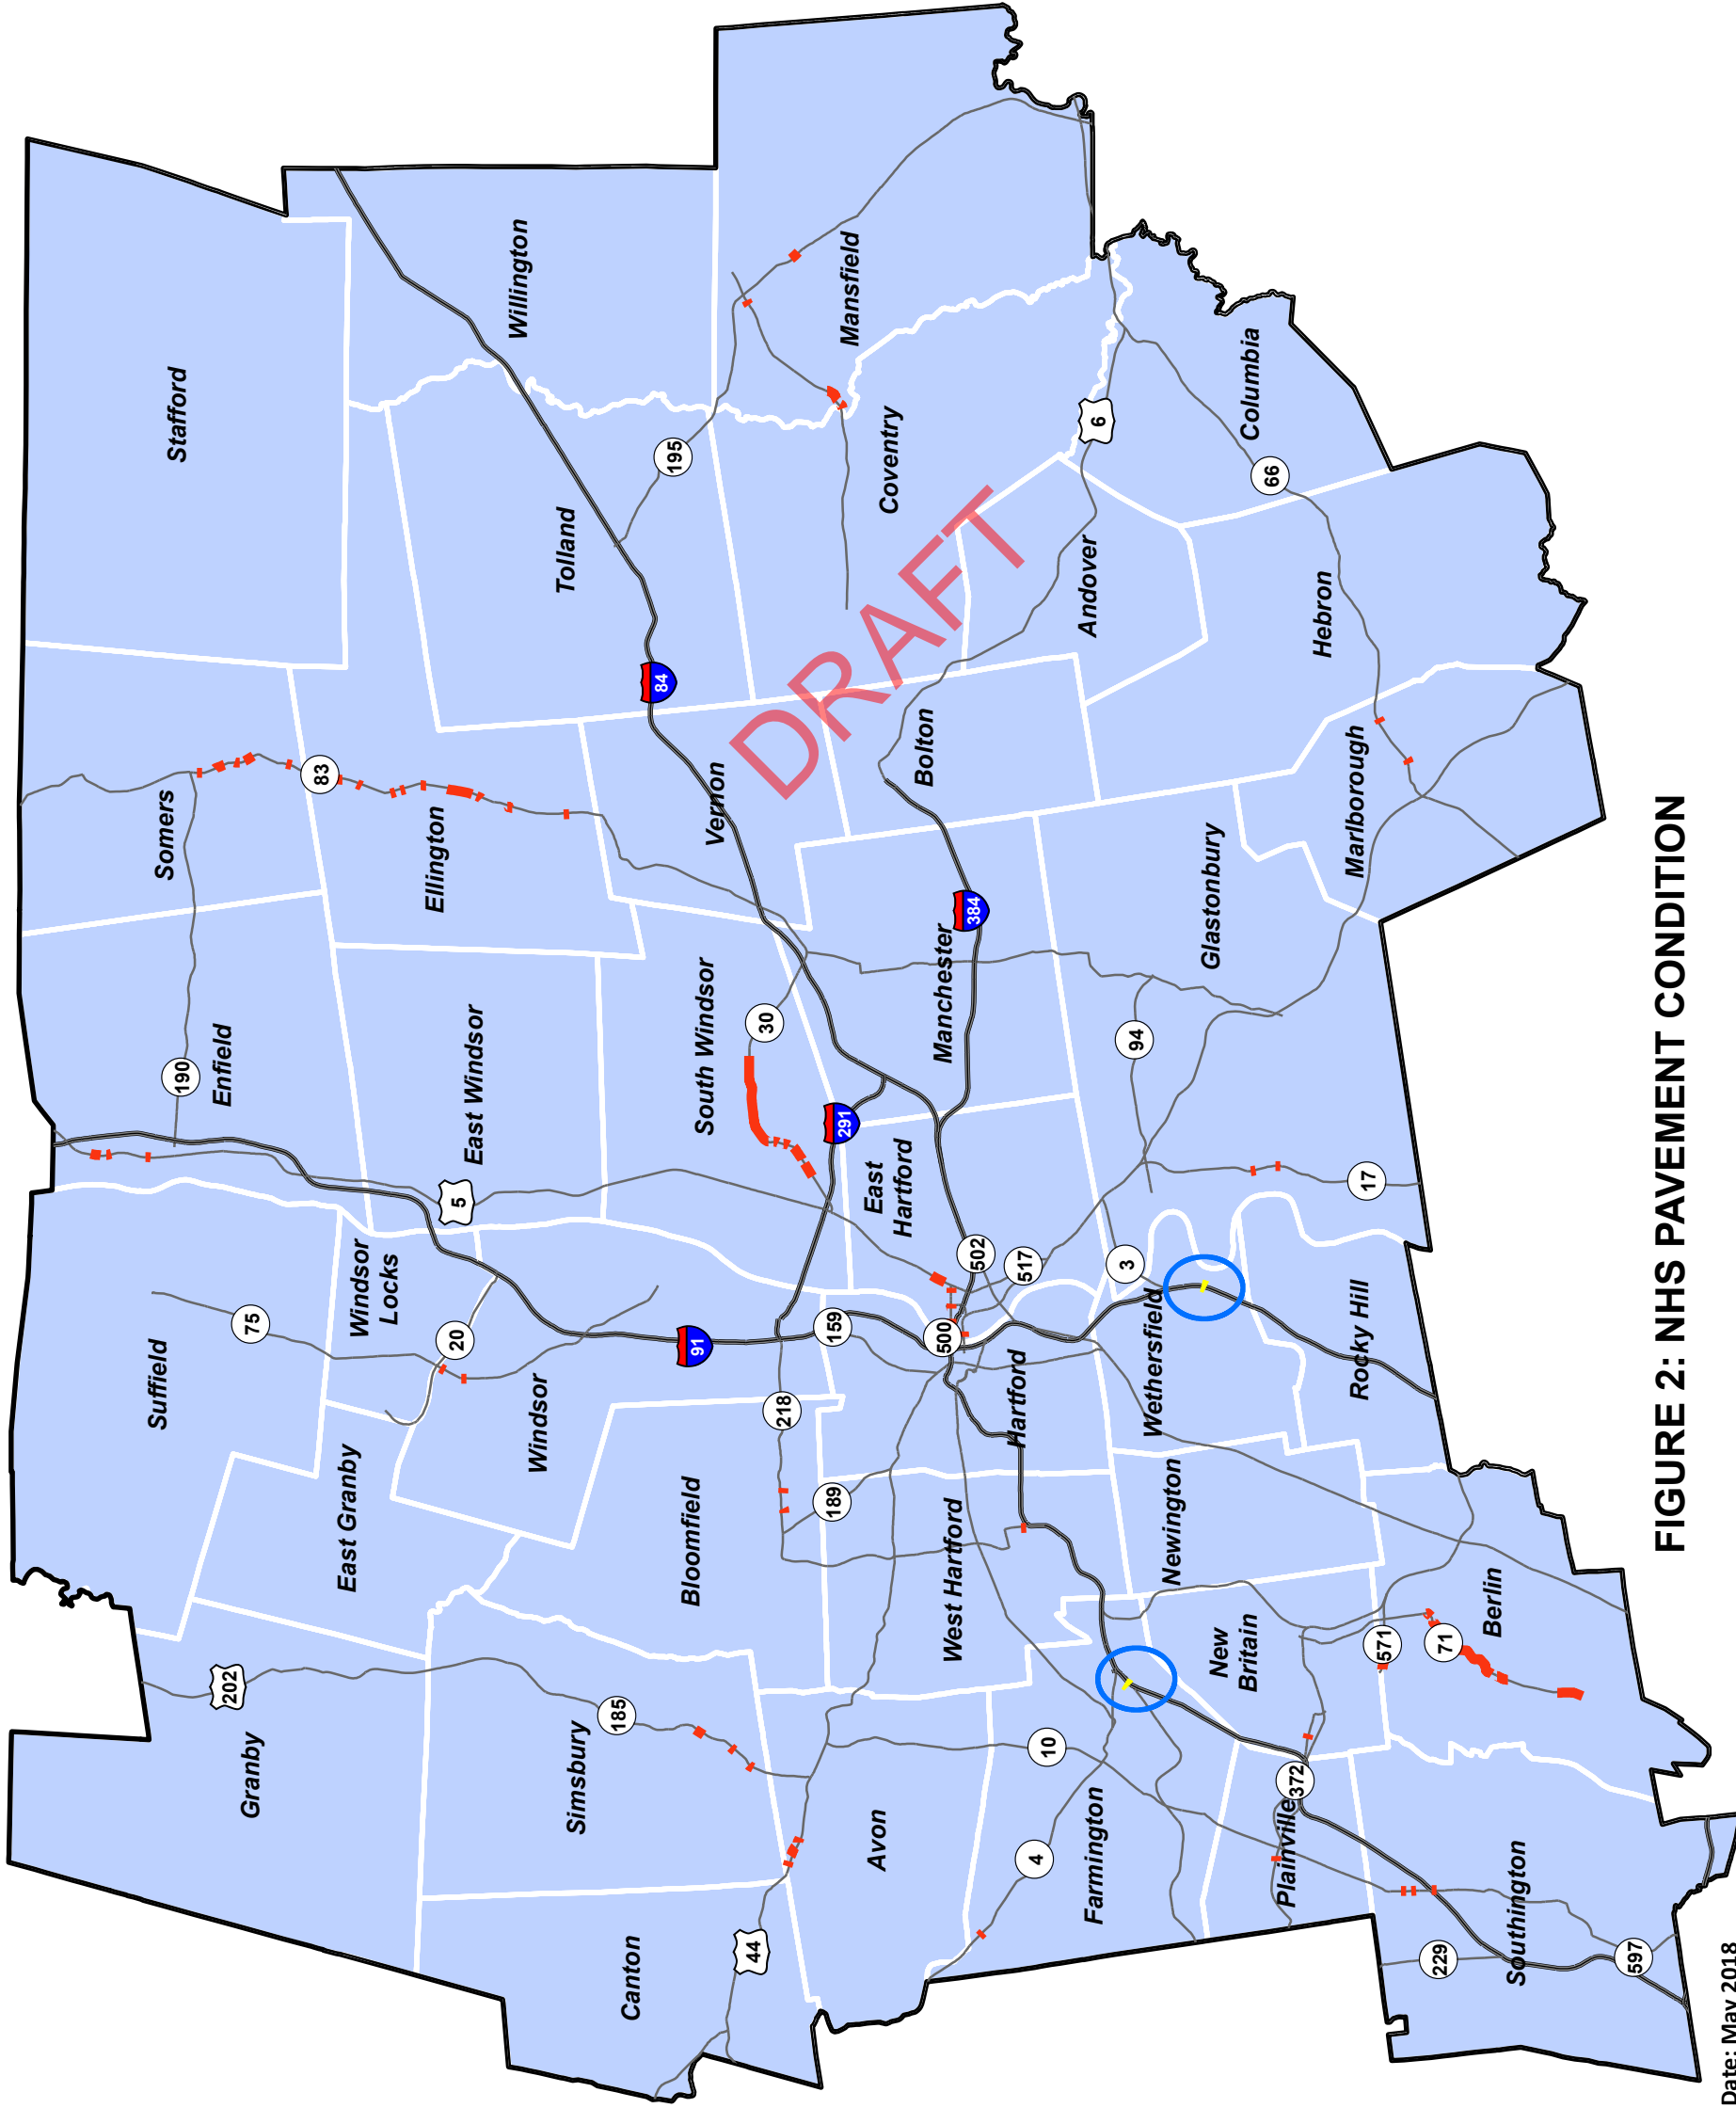 Stafford
Willington
Mansfield
Tolland
195
Coventry
6
Columbia
66
Andover
Hebron
84
Somers
83
Ellington
Vernon
DRAFT
Bolton
Marlborough
Glastonbury
Manchester
384
Enfield
190
East Windsor
South Windsor
30
291
East
Hartford
94
17
5
502
517
3
Suffield
75
Windsor
Locks
20
91
159
500
Windsor
218
Hartford
Wethersfield
Rocky Hill
East Granby
Bloomfield
189
West Hartford
Newington
New
Britain
571
71
Berlin
202
Granby
185
Simsbury
10
Avon
4
Farmington
372
Plainville
Canton
44
229
Southington
597
FIGURE 2: NHS PAVEMENT CONDITION
Date: May 2018